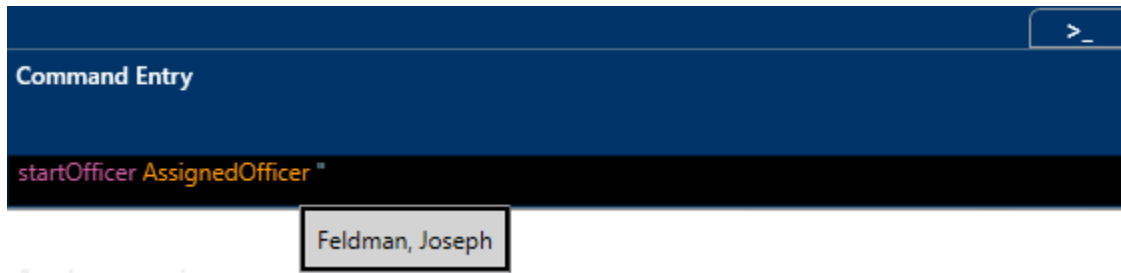 >_
Command Entry
startOfficer AssignedOfficer "
Feldman, Joseph